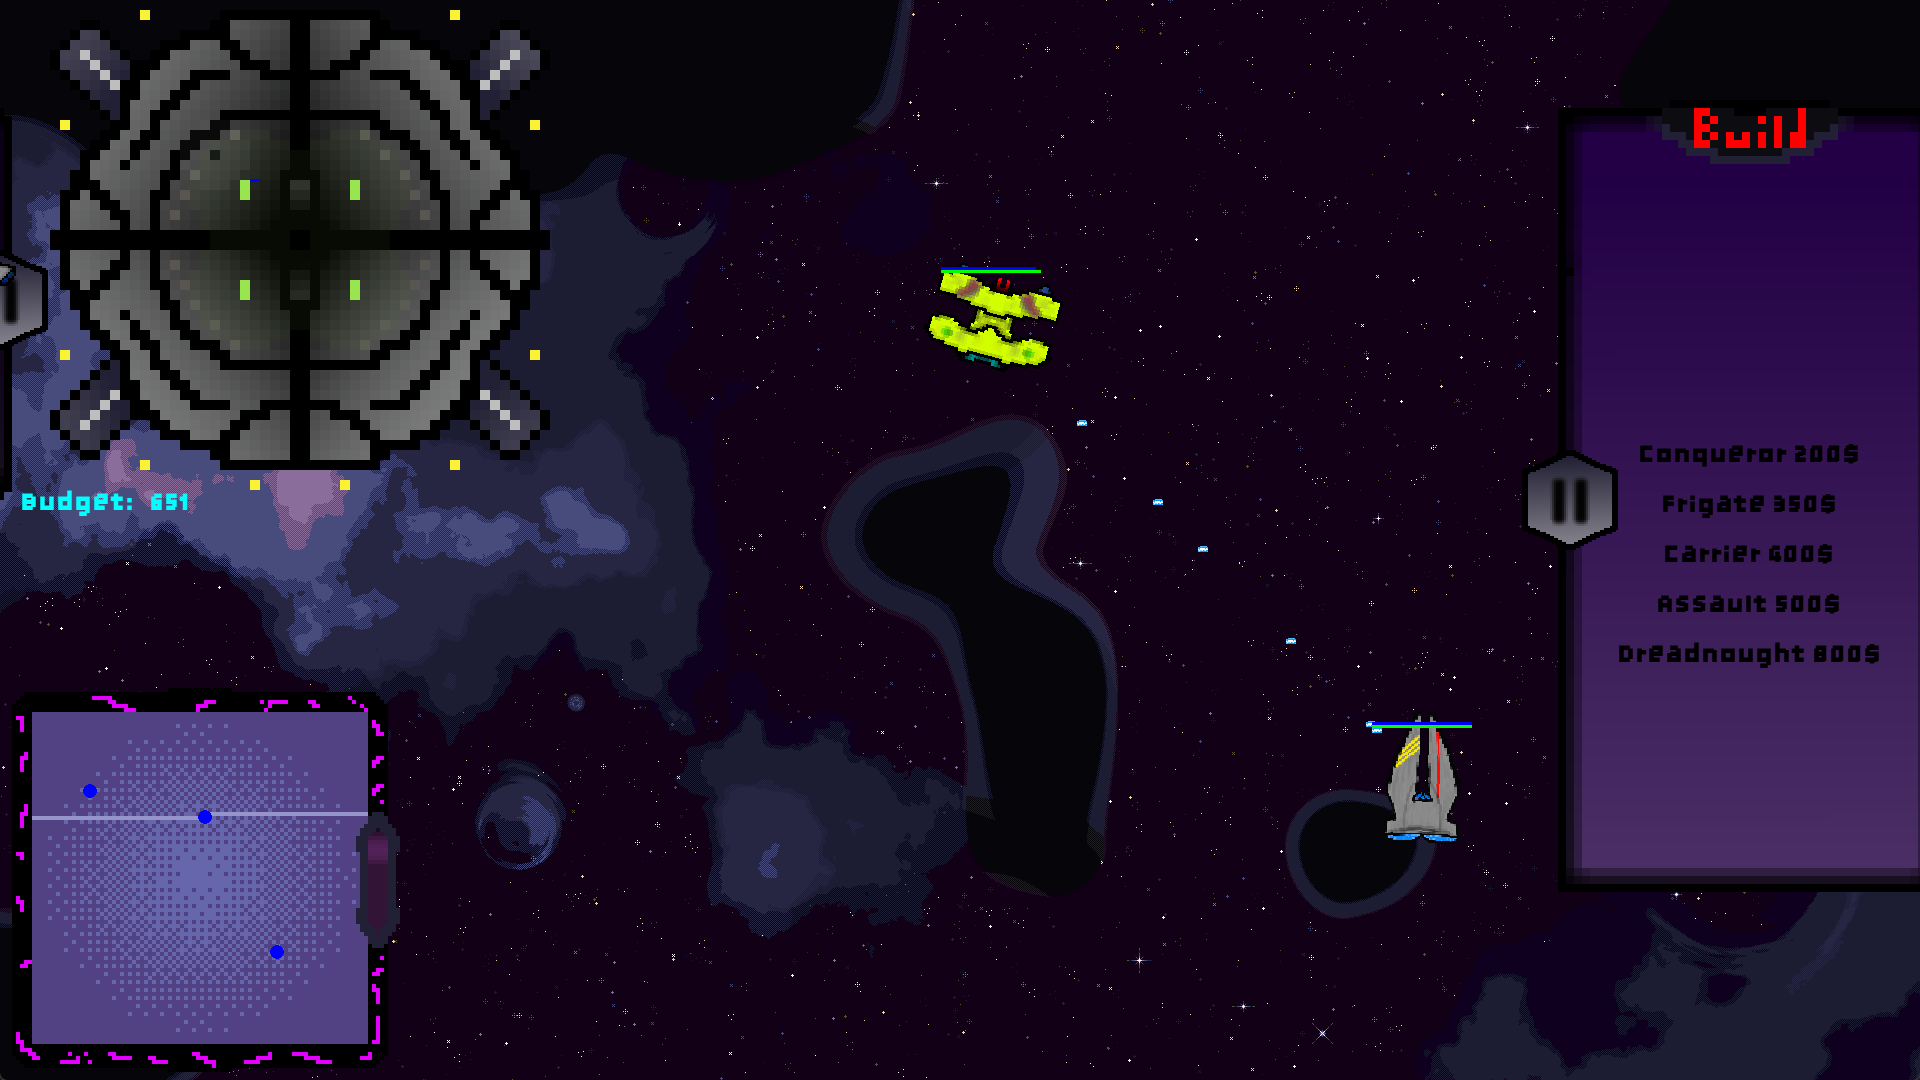 Build
Budget: 651
Conqueror 200$
Frigate 350$
Carrier 400$
Assault 500$
Dreadnought 800$